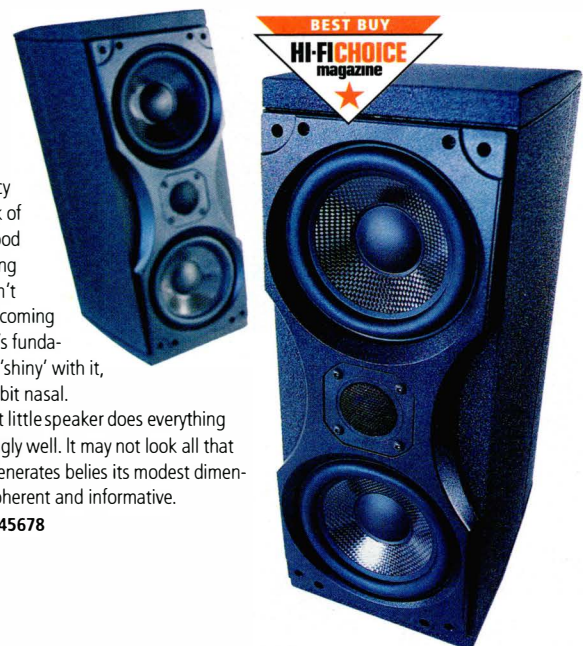 BEST BUY
HI-FICHOICE
magazine
of
ood
ng
n't
coming
's funda-
'shiny' with it,
bit nasal.
t little speaker does everything
gly well. It may not look all that
enerates belies its modest dimen-
oherent and informative.
45678